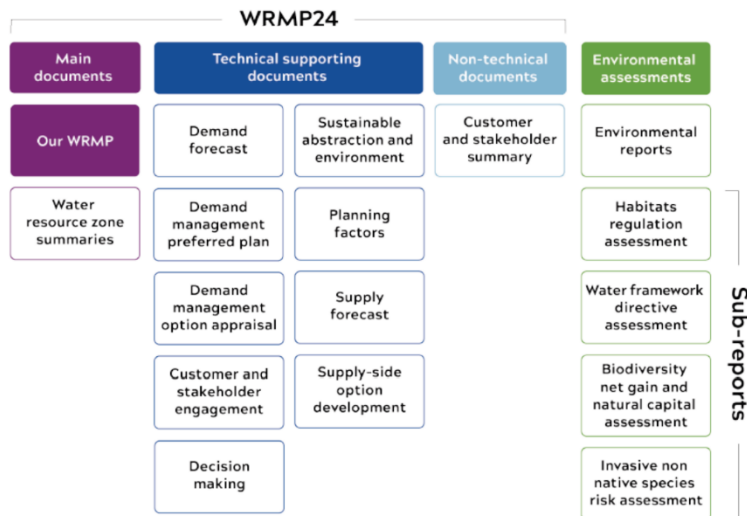 WRMP24
Main
documents
Technical supporting
documents
Non-technical
documents
Environmental
assessments
Our WRMP
Demand
forecast
Sustainable
abstraction and
environment
Customer
and stakeholder
summary
Environmental
reports
Water
resource zone
summaries
Demand
management
preferred plan
Planning
factors
Habitats
regulation
assessment
Demand
management
option appraisal
Supply
forecast
Water framework
directive
assessment
Customer and
stakeholder
engagement
Supply-side
option
development
Biodiversity
net gain and
natural capital
assessment
Decision
making
Invasive non
native species
risk assessment
Sub-reports